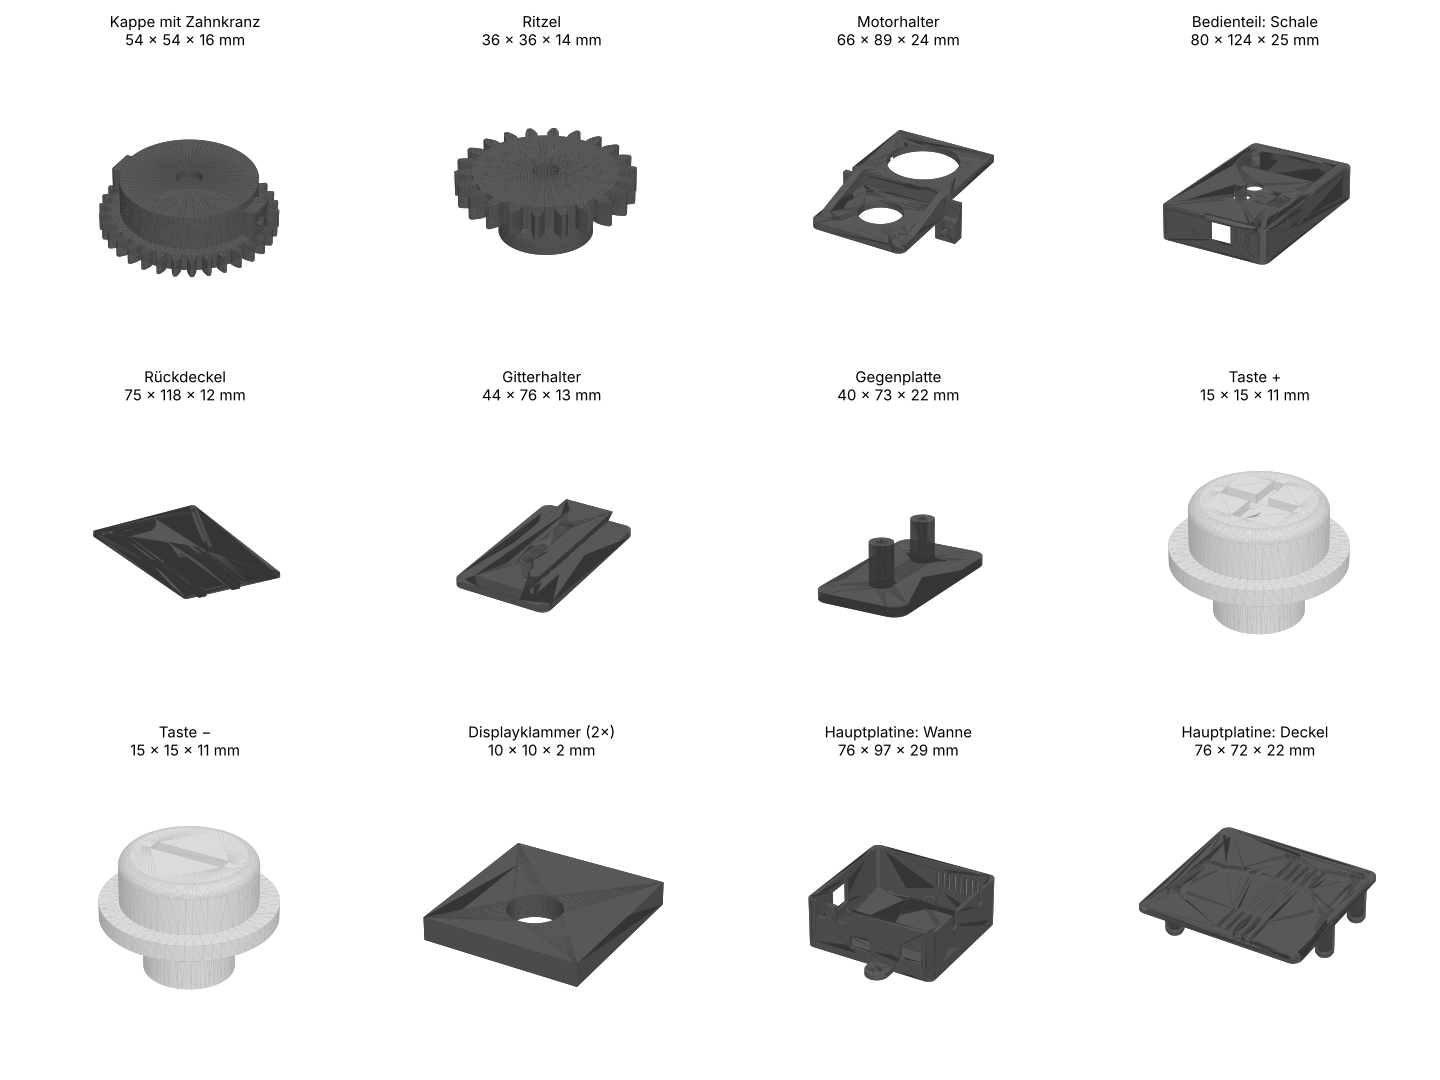 Kappe mit Zahnkranz
54 × 54 × 16 mm
Ritzel
36 × 36 × 14 mm
Motorhalter
66 × 89 × 24 mm
Bedienteil: Schale
80 × 124 × 25 mm
Rückdeckel
75 × 118 × 12 mm
Gitterhalter
44 × 76 × 13 mm
Gegenplatte
40 × 73 × 22 mm
Taste +
15 × 15 × 11 mm
Taste −
15 × 15 × 11 mm
Displayklammer (2×)
10 × 10 × 2 mm
Hauptplatine: Wanne
76 × 97 × 29 mm
Hauptplatine: Deckel
76 × 72 × 22 mm